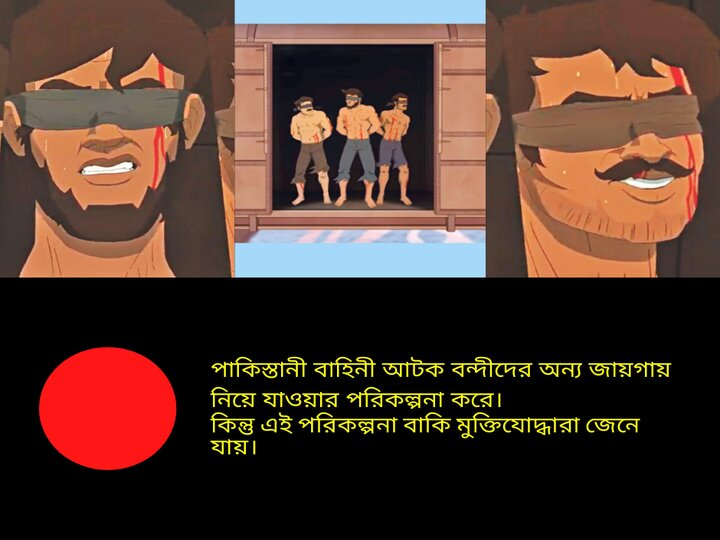 পাকিস্তানী বাহিনী আটক বন্দীদের অন্য জায়গায়
নিয়ে যাওয়ার পরিকল্পনা করে।
কিন্তু এই পরিকল্পনা বাকি মুক্তিযোদ্ধারা জেনে
যায়।